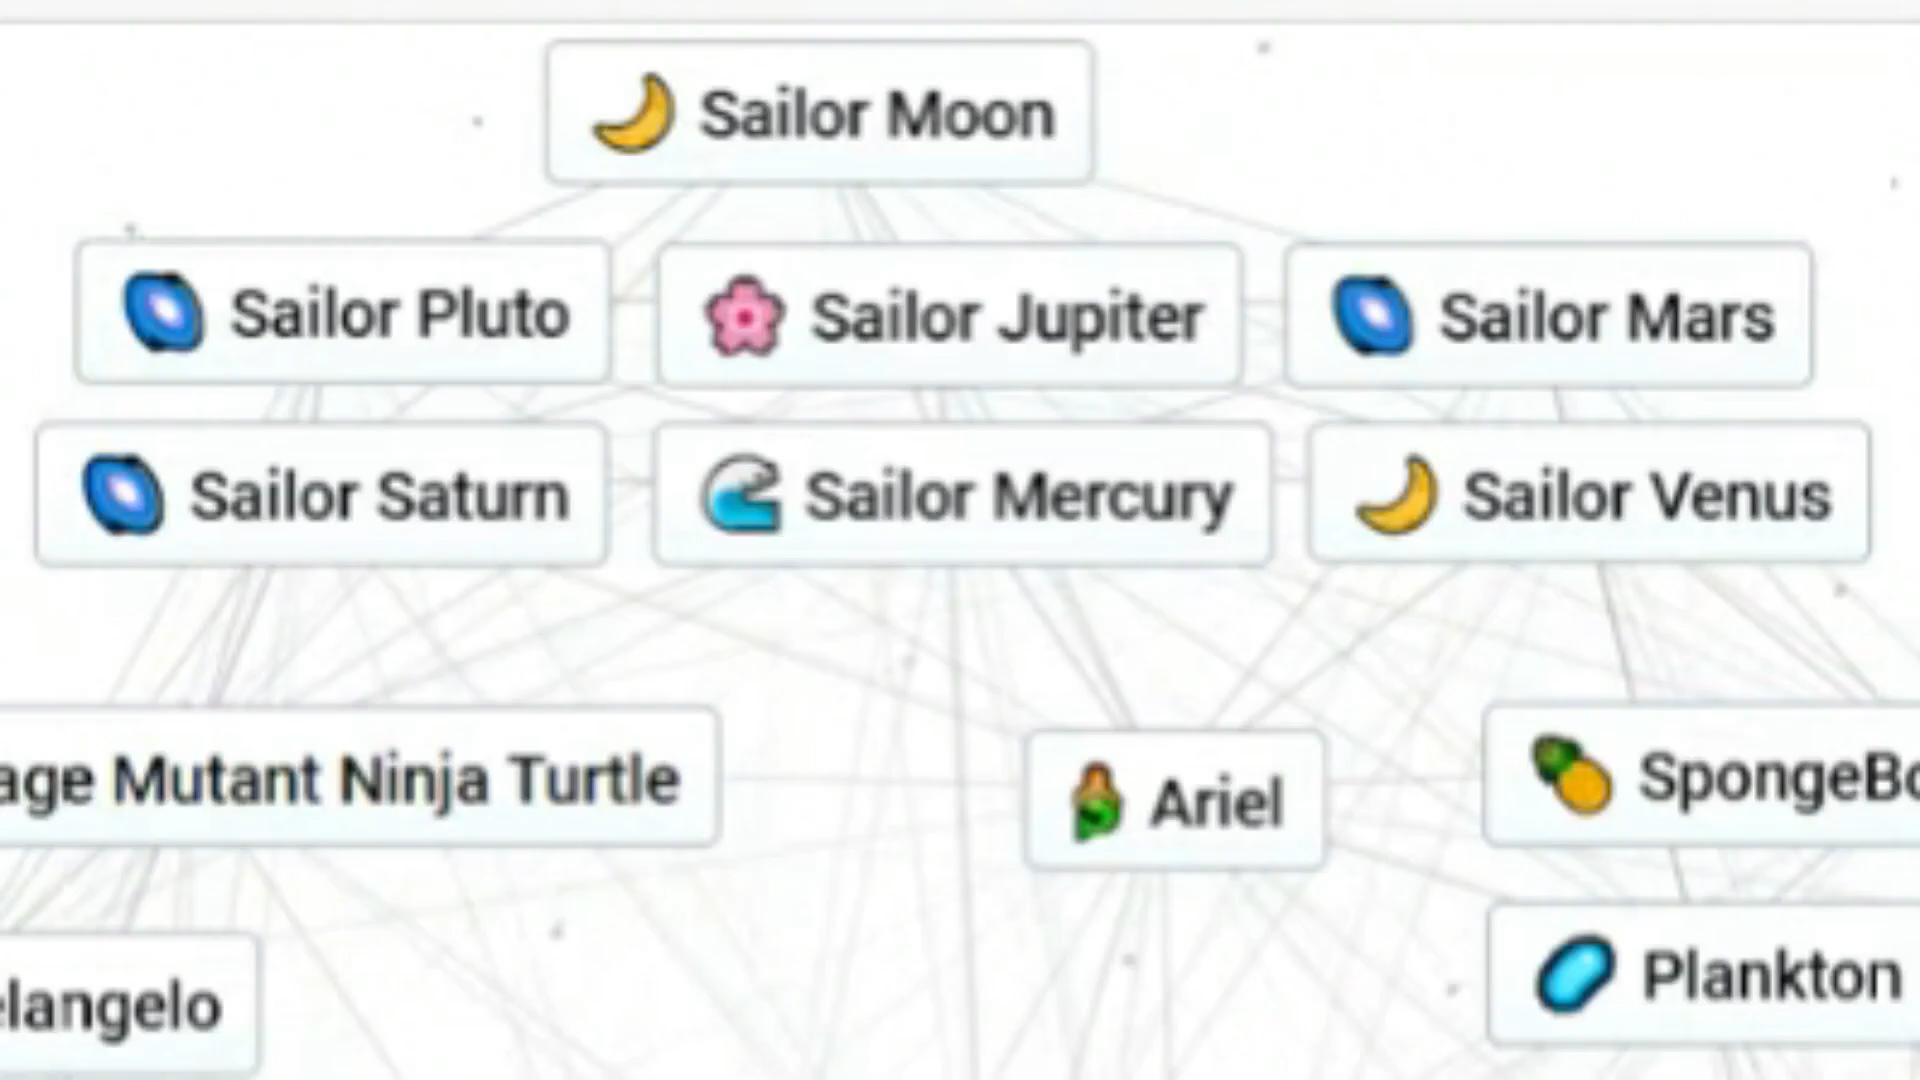 Sailor Moon
Sailor Pluto
Sailor Jupiter
Sailor Mars
Sailor Saturn
Sailor Mercury
Sailor Venus
age Mutant Ninja Turtle
Ariel
SpongeBo
elangelo
Plankton